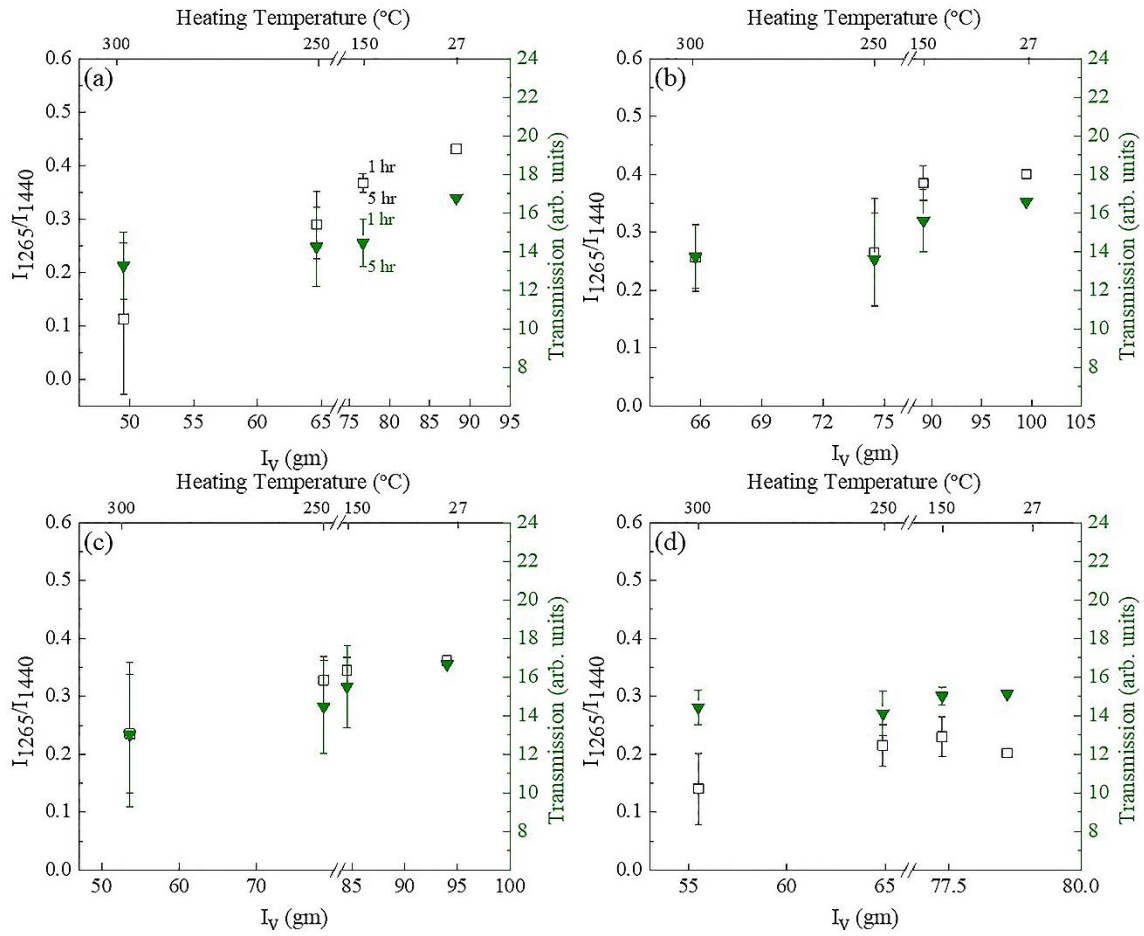 Heating Temperature (°C)
300 250 150 27
(a)
0.6
0.5
0.4
0.3
0.2
0.1
0.0
I1265/I1440
1 hr
5 hr
1 hr
5 hr
24
22
20
18
16
14
12
10
8
Transmission (arb. units)
50 55 60 65 75 80 85 90 95
IV (gm)
Heating Temperature (°C)
300 250 150 27
(b)
0.6
0.5
0.4
0.3
0.2
0.1
0.0
I1265/I1440
24
22
20
18
16
14
12
10
8
Transmission (arb. units)
66 69 72 75 90 95 100 105
IV (gm)
Heating Temperature (°C)
300 250 150 27
(c)
0.6
0.5
0.4
0.3
0.2
0.1
0.0
I1265/I1440
24
22
20
18
16
14
12
10
8
Transmission (arb. units)
50 60 70 85 90 95 100
IV (gm)
Heating Temperature (°C)
300 250 150 27
(d)
0.6
0.5
0.4
0.3
0.2
0.1
0.0
I1265/I1440
24
22
20
18
16
14
12
10
8
Transmission (arb. units)
55 60 65 77.5 80.0
IV (gm)